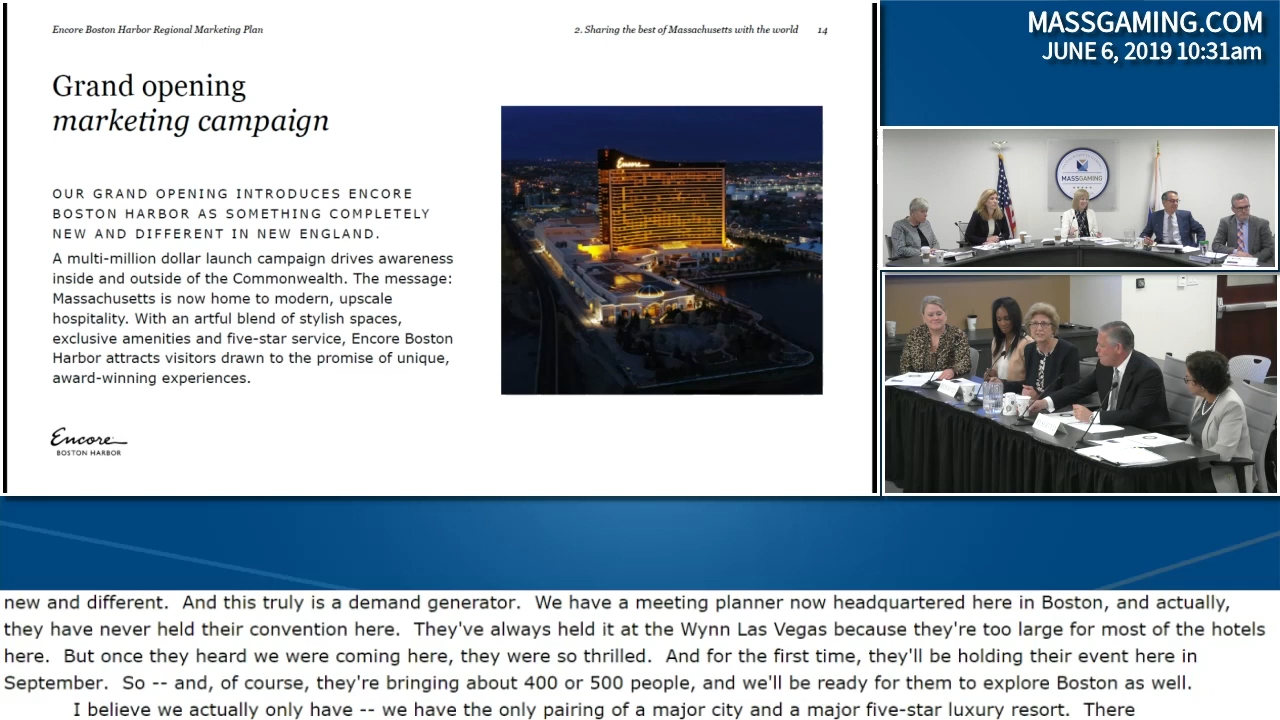 Encore Boston Harbor Regional Marketing Plan
2. Sharing the best of Massachusetts with the world 14
Grand opening
marketing campaign
OUR GRAND OPENING INTRODUCES ENCORE
BOSTON HARBOR AS SOMETHING COMPLETELY
NEW AND DIFFERENT IN NEW ENGLAND.
A multi-million dollar launch campaign drives awareness
inside and outside of the Commonwealth. The message:
Massachusetts is now home to modern, upscale
hospitality. With an artful blend of stylish spaces,
exclusive amenities and five-star service, Encore Boston
Harbor attracts visitors drawn to the promise of unique,
award-winning experiences.
Encore
BOSTON HARBOR
Encore
MASSGAMING.COM
JUNE 6, 2019 10:31am
MASSGAMING
new and different.  And this truly is a demand generator.  We have a meeting planner now headquartered here in Boston, and actually,
they have never held their convention here.  They've always held it at the Wynn Las Vegas because they're too large for most of the hotels
here.  But once they heard we were coming here, they were so thrilled.  And for the first time, they'll be holding their event here in
September.  So -- and, of course, they're bringing about 400 or 500 people, and we'll be ready for them to explore Boston as well.
I believe we actually only have -- we have the only pairing of a major city and a major five-star luxury resort.  There